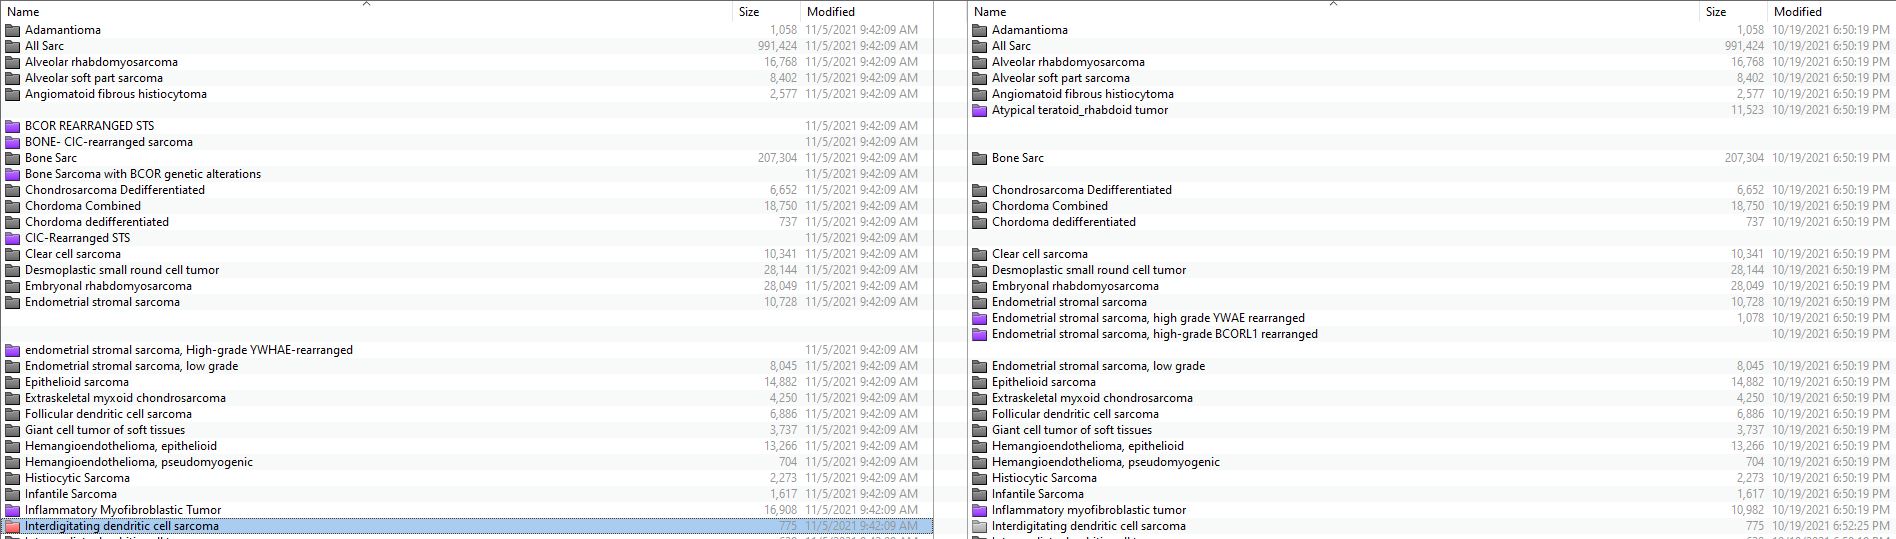 Name Size Modified Name Size Modified
Adamantioma 1,058 11/5/2021 9:42:09 AM Adamantioma 1,058 10/19/2021 6:50:19 PM
All Sarc 991,424 11/5/2021 9:42:09 AM All Sarc 991,424 10/19/2021 6:50:19 PM
Alveolar rhabdomyosarcoma 16,768 11/5/2021 9:42:09 AM Alveolar rhabdomyosarcoma 16,768 10/19/2021 6:50:19 PM
Alveolar soft part sarcoma 8,402 11/5/2021 9:42:09 AM Alveolar soft part sarcoma 8,402 10/19/2021 6:50:19 PM
Angiomatoid fibrous histiocytoma 2,577 11/5/2021 9:42:09 AM Angiomatoid fibrous histiocytoma 2,577 10/19/2021 6:50:19 PM
Atypical teratoid_rhabdoid tumor 11,523 10/19/2021 6:50:19 PM
BCOR REARRANGED STS 11/5/2021 9:42:09 AM
BONE- CIC-rearranged sarcoma 11/5/2021 9:42:09 AM
Bone Sarc 207,304 11/5/2021 9:42:09 AM Bone Sarc 207,304 10/19/2021 6:50:19 PM
Bone Sarcoma with BCOR genetic alterations 11/5/2021 9:42:09 AM
Chondrosarcoma Dedifferentiated 6,652 11/5/2021 9:42:09 AM Chondrosarcoma Dedifferentiated 6,652 10/19/2021 6:50:19 PM
Chordoma Combined 18,750 11/5/2021 9:42:09 AM Chordoma Combined 18,750 10/19/2021 6:50:19 PM
Chordoma dedifferentiated 737 11/5/2021 9:42:09 AM Chordoma dedifferentiated 737 10/19/2021 6:50:19 PM
CIC-Rearranged STS 11/5/2021 9:42:09 AM
Clear cell sarcoma 10,341 11/5/2021 9:42:09 AM Clear cell sarcoma 10,341 10/19/2021 6:50:19 PM
Desmoplastic small round cell tumor 28,144 11/5/2021 9:42:09 AM Desmoplastic small round cell tumor 28,144 10/19/2021 6:50:19 PM
Embryonal rhabdomyosarcoma 28,049 11/5/2021 9:42:09 AM Embryonal rhabdomyosarcoma 28,049 10/19/2021 6:50:19 PM
Endometrial stromal sarcoma 10,728 11/5/2021 9:42:09 AM Endometrial stromal sarcoma 10,728 10/19/2021 6:50:19 PM
Endometrial stromal sarcoma, high grade YWAE rearranged 1,078 10/19/2021 6:50:19 PM
Endometrial stromal sarcoma, high-grade BCORL1 rearranged 10/19/2021 6:50:19 PM
endometrial stromal sarcoma, High-grade YWHAE-rearranged 11/5/2021 9:42:09 AM
Endometrial stromal sarcoma, low grade 8,045 11/5/2021 9:42:09 AM Endometrial stromal sarcoma, low grade 8,045 10/19/2021 6:50:19 PM
Epithelioid sarcoma 14,882 11/5/2021 9:42:09 AM Epithelioid sarcoma 14,882 10/19/2021 6:50:19 PM
Extraskeletal myxoid chondrosarcoma 4,250 11/5/2021 9:42:09 AM Extraskeletal myxoid chondrosarcoma 4,250 10/19/2021 6:50:19 PM
Follicular dendritic cell sarcoma 6,886 11/5/2021 9:42:09 AM Follicular dendritic cell sarcoma 6,886 10/19/2021 6:50:19 PM
Giant cell tumor of soft tissues 3,737 11/5/2021 9:42:09 AM Giant cell tumor of soft tissues 3,737 10/19/2021 6:50:19 PM
Hemangioendothelioma, epithelioid 13,266 11/5/2021 9:42:09 AM Hemangioendothelioma, epithelioid 13,266 10/19/2021 6:50:19 PM
Hemangioendothelioma, pseudomyogenic 704 11/5/2021 9:42:09 AM Hemangioendothelioma, pseudomyogenic 704 10/19/2021 6:50:19 PM
Histiocytic Sarcoma 2,273 11/5/2021 9:42:09 AM Histiocytic Sarcoma 2,273 10/19/2021 6:50:19 PM
Infantile Sarcoma 1,617 11/5/2021 9:42:09 AM Infantile Sarcoma 1,617 10/19/2021 6:50:19 PM
Inflammatory Myofibroblastic Tumor 16,908 11/5/2021 9:42:09 AM Inflammatory myofibroblastic tumor 10,982 10/19/2021 6:50:19 PM
Interdigitating dendritic cell sarcoma 775 11/5/2021 9:42:09 AM Interdigitating dendritic cell sarcoma 775 10/19/2021 6:52:25 PM